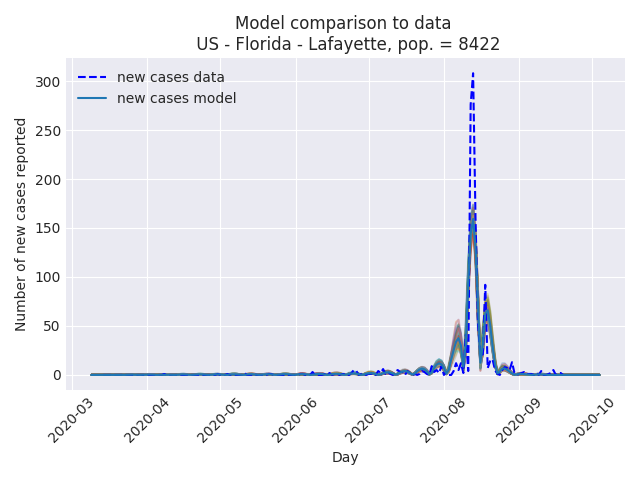 Model comparison to data
US - Florida - Lafayette, pop. = 8422
new cases data
new cases model
Number of new cases reported
300
250
200
150
100
50
0
2020-03
2020-04
2020-05
2020-06
2020-07
2020-08
2020-09
2020-10
Day